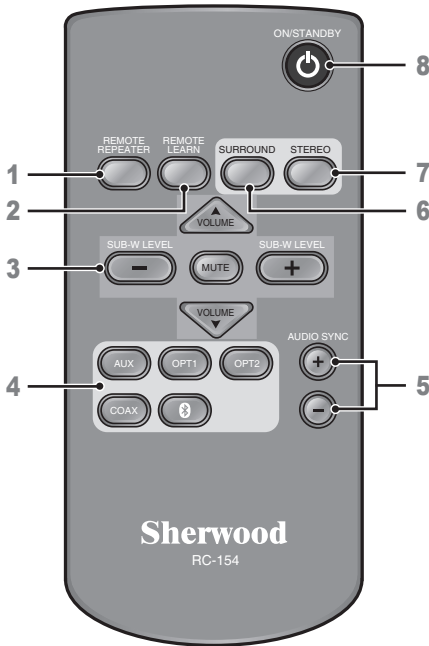 ON/STANDBY
8
REMOTE REPEATER
REMOTE LEARN
SURROUND
STEREO
1
2
7
6
VOLUME
SUB-W LEVEL
SUB-W LEVEL
3
−
MUTE
+
VOLUME
AUDIO SYNC
4
AUX
OPT1
OPT2
+
5
COAX
−
Sherwood
RC-154